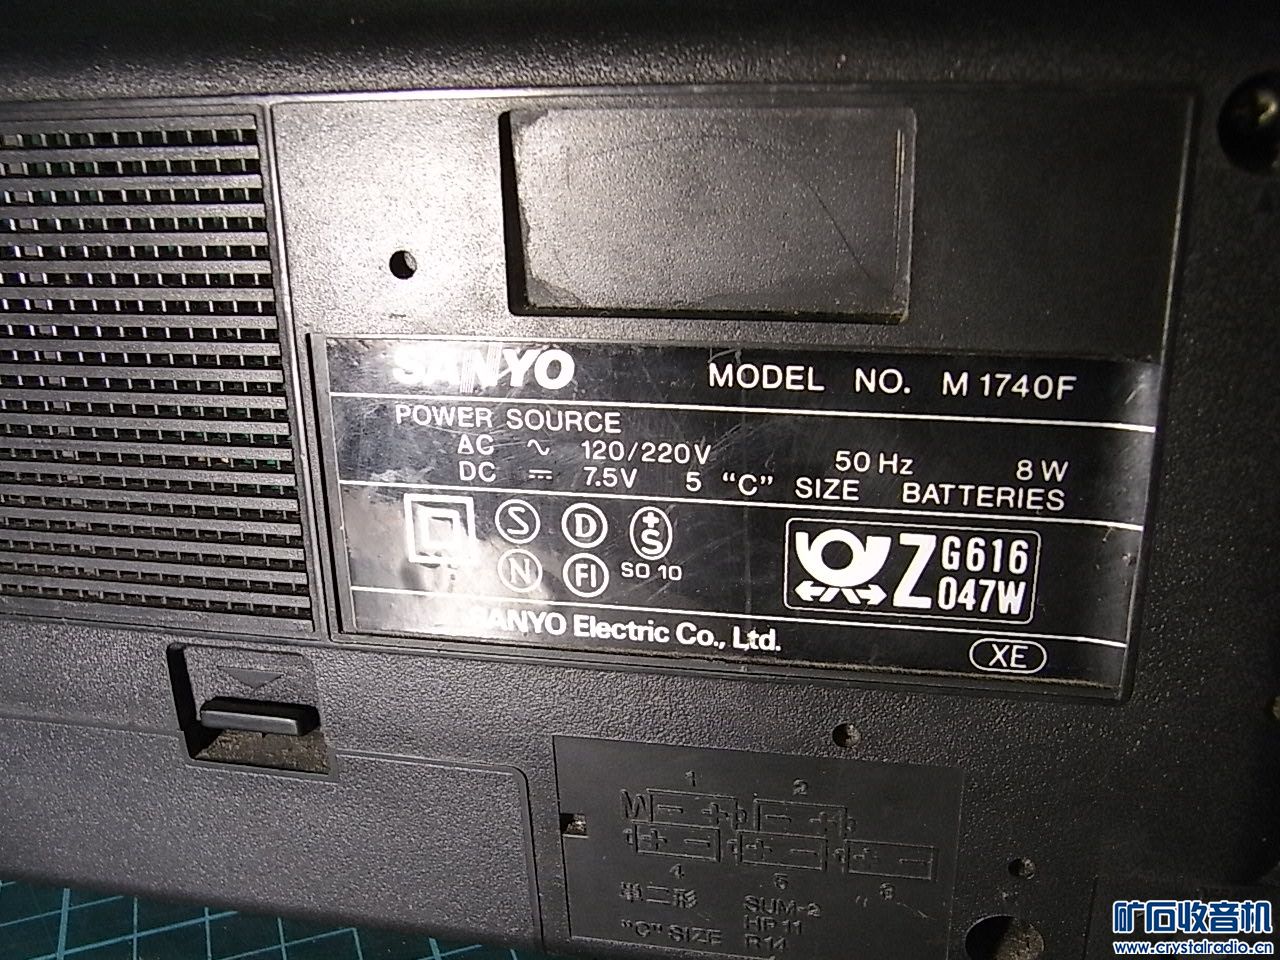 SANYO MODEL NO. M 1740F
POWER SOURCE
AC ∿ 120/220V 50 Hz 8 W
DC ⎓ 7.5V 5 “C” SIZE BATTERIES
S D +S
N FI SO 10
Z G616
047W
SANYO Electric Co., Ltd.
XE
1 2
4 5 3
単二形 SUM-2
HP 11
"C" SIZE R14
矿石收音机
www.crystalradio.cn